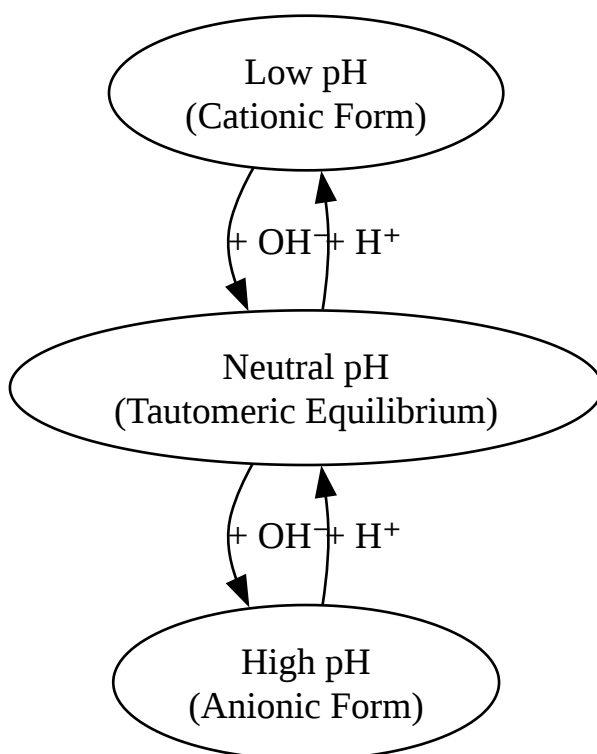 Low pH
(Cationic Form)
+ OH⁻
+ H⁺
Neutral pH
(Tautomeric Equilibrium)
+ OH⁻
+ H⁺
High pH
(Anionic Form)